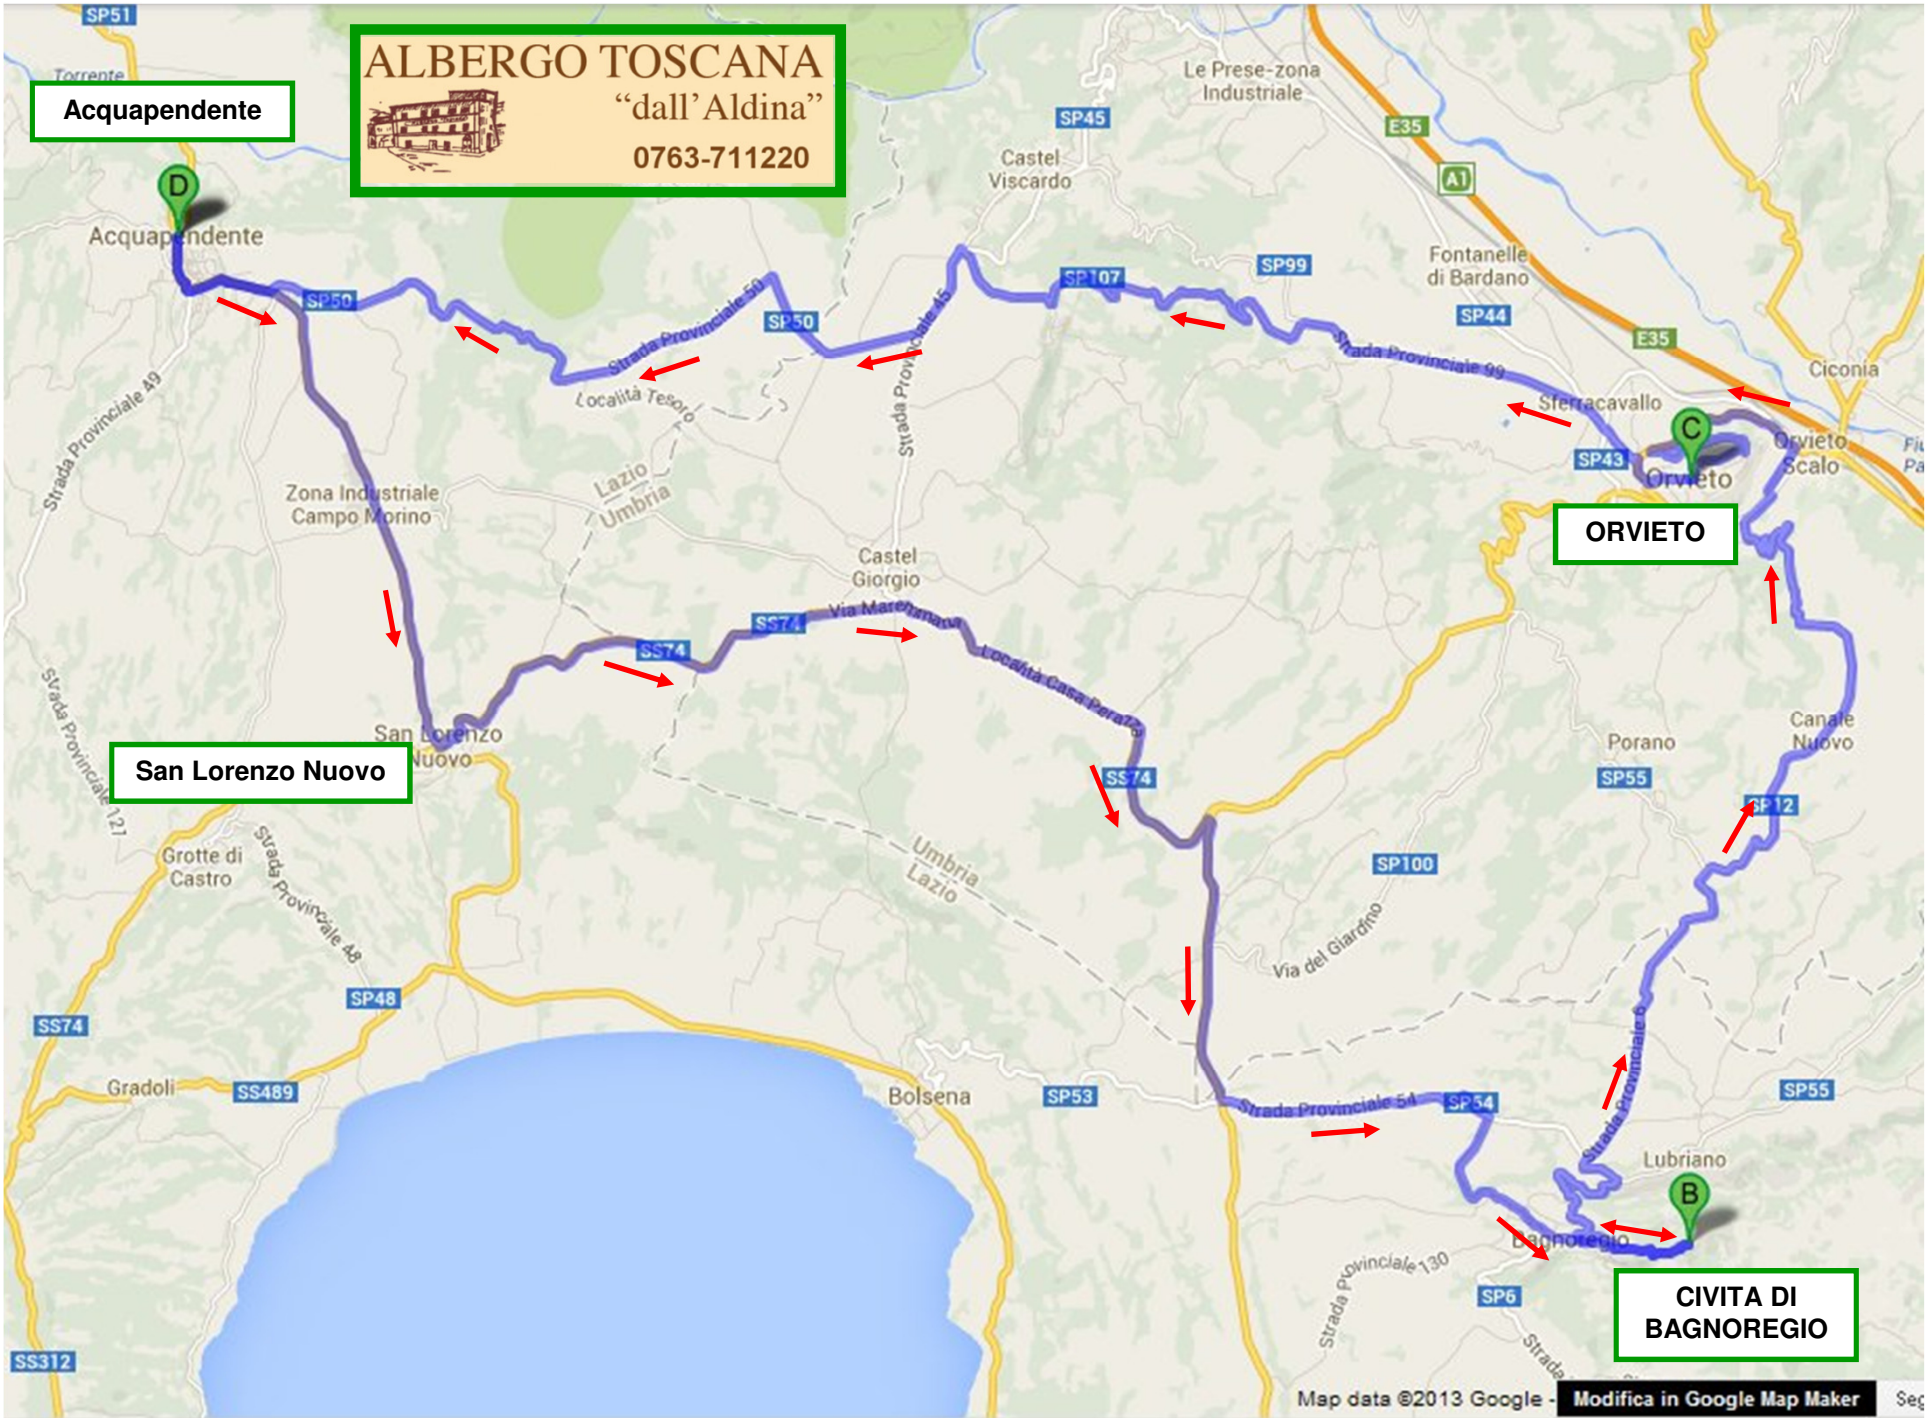 SP51
Torrente
Acquapendente
ALBERGO TOSCANA
“dall’Aldina”
0763-711220
Le Prese-zona
Industriale
SP45
E35
A1
Castel
Viscardo
D
Acquapendente
SP50
Strada Provinciale 50
SP50
Strada Provinciale 45
SP107
SP99
Fontanelle
di Bardano
SP44
E35
Ciconia
Strada Provinciale 99
Sferracavallo
C
SP43
Orvieto
Orvieto
Scalo
Località Tesoro
Strada Provinciale 49
Lazio
Umbria
Zona Industriale
Campo Morino
ORVIETO
Castel
Giorgio
Via Maremmana
SS74
SS74
Località Casa Perazza
Strada Provinciale 127
San Lorenzo
Nuovo
San Lorenzo Nuovo
SS74
Porano
Canale
Nuovo
SP55
SP12
Grotte di
Castro
Strada Provinciale 48
Umbria
Lazio
SP100
Via del Giardino
SP48
SS74
Strada Provinciale 6
Gradoli
SS489
Bolsena
SP53
Strada Provinciale 54
SP54
SP55
Lubriano
B
Bagnoregio
Strada Provinciale 130
SP6
CIVITA DI
BAGNOREGIO
SS312
Strada
Map data ©2013 Google -
Modifica in Google Map Maker